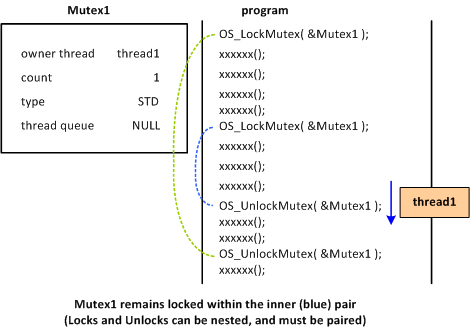 Mutex1
owner thread thread1
count 1
type STD
thread queue NULL
program
OS_LockMutex( &Mutex1 );
xxxxxx();
xxxxxx();
xxxxxx();
xxxxxx();
OS_LockMutex( &Mutex1 );
xxxxxx();
xxxxxx();
xxxxxx();
OS_UnlockMutex( &Mutex1 );
xxxxxx();
xxxxxx();
OS_UnlockMutex( &Mutex1 );
xxxxxx();
thread1
Mutex1 remains locked within the inner (blue) pair
(Locks and Unlocks can be nested, and must be paired)